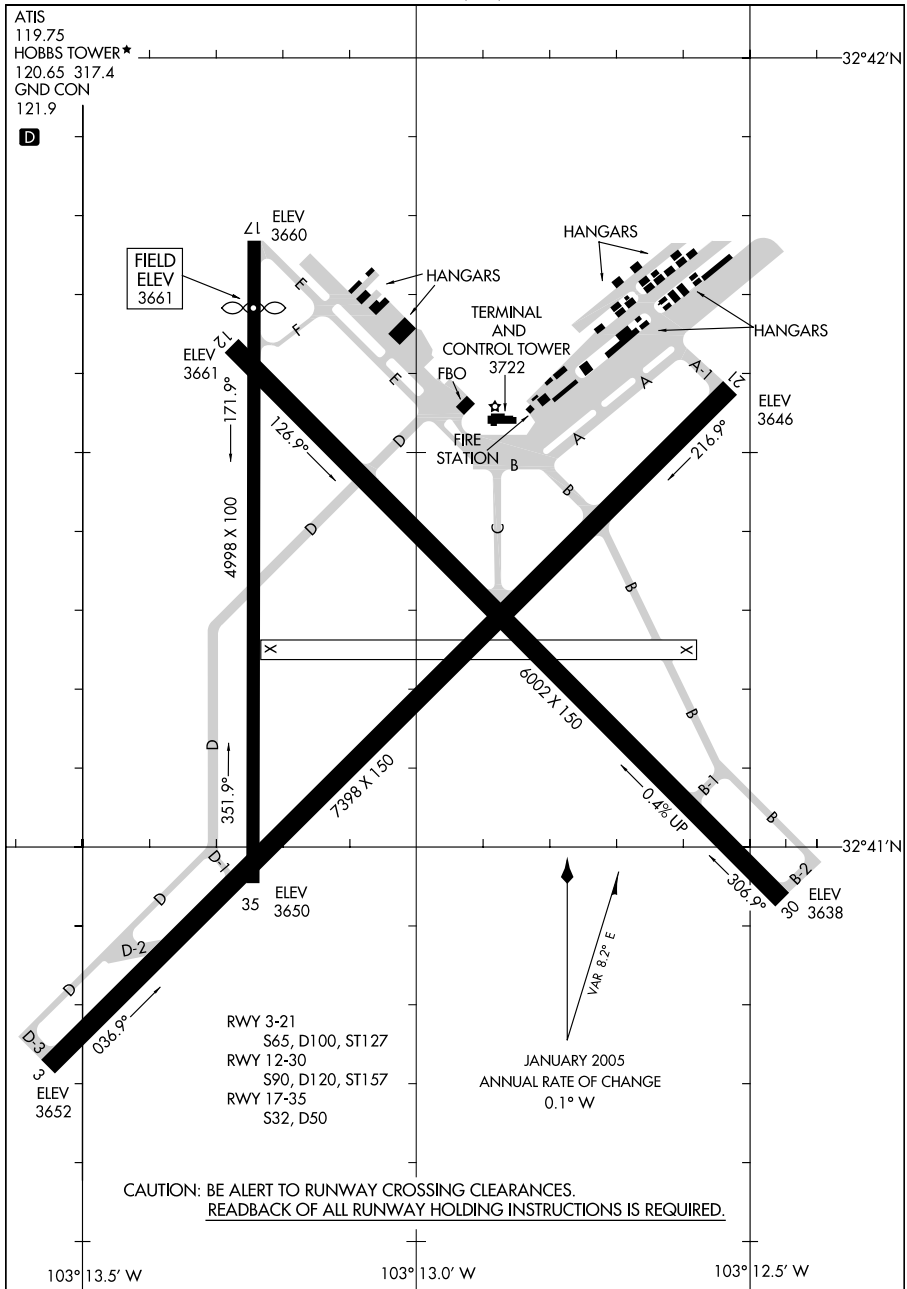 ATIS
119.75
HOBBS TOWER★
120.65 317.4
GND CON
121.9
D
32°42'N
17
ELEV
3660
FIELD
ELEV
3661
HANGARS
HANGARS
HANGARS
TERMINAL
AND
CONTROL TOWER
3722
FBO
FIRE
STATION
E
F
E
12
ELEV
3661
171.9°
126.9°
A
A-1
A
21
ELEV
3646
216.9°
D
B
B
C
D
4998 X 100
B
X
X
6002 X 150
B
D
351.9°
7398 X 150
B-1
0.4% UP
B
32°41'N
D-1
B-2
306.9°
30
ELEV
3638
35
ELEV
3650
D
D-2
D
D-3
036.9°
3
ELEV
3652
VAR 8.2° E
RWY 3-21
S65, D100, ST127
RWY 12-30
S90, D120, ST157
RWY 17-35
S32, D50
JANUARY 2005
ANNUAL RATE OF CHANGE
0.1° W
CAUTION: BE ALERT TO RUNWAY CROSSING CLEARANCES.
READBACK OF ALL RUNWAY HOLDING INSTRUCTIONS IS REQUIRED.
103°13.5' W
103°13.0' W
103°12.5' W